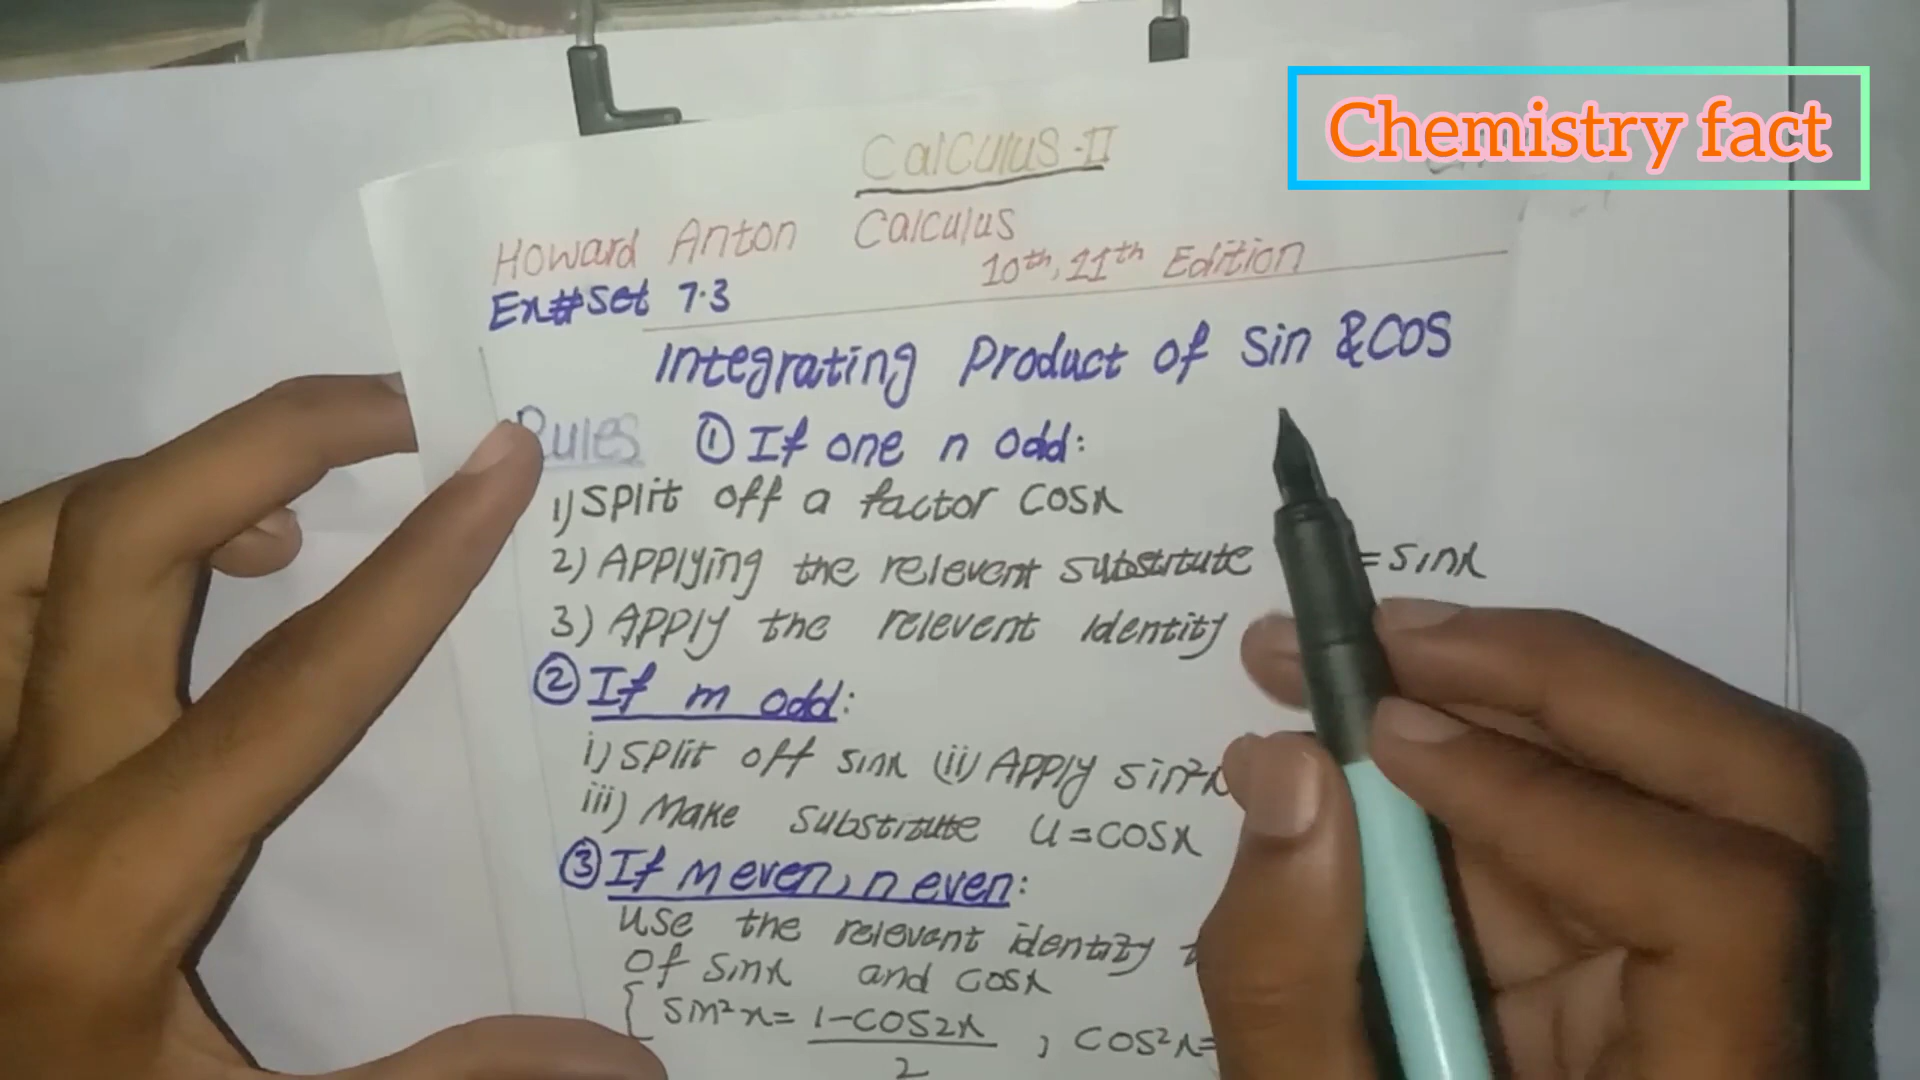 Chemistry fact
Calculus-II
Howard Anton Calculus
10th, 11th Edition
Ex#Set 7.3
Integrating Product of Sin & COS
Rules ① If one n odd:
1) Split off a factor cosx
2) Applying the relevent substitute =sinx
3) Apply the relevent Identity
② If m odd:
i) Split off sinx (ii) Apply sin²x
iii) Make substitute u=cosx
③ If m even, n even:
Use the relevant identity
of sinx and cosx
sin²x= 1-COS2x / 2 , COS²x=